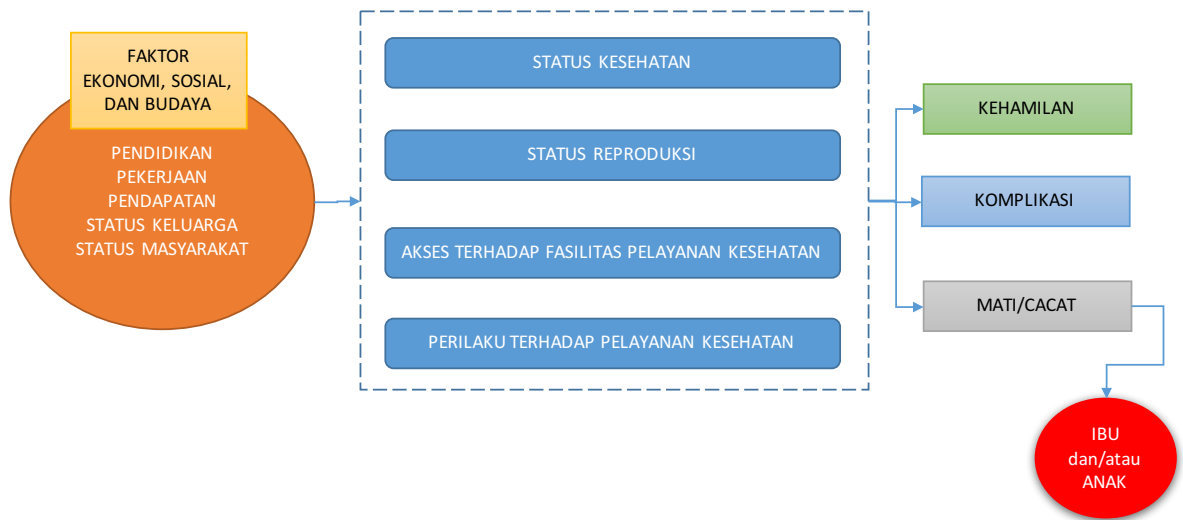 FAKTOR
EKONOMI, SOSIAL,
DAN BUDAYA
PENDIDIKAN
PEKERJAAN
PENDAPATAN
STATUS KELUARGA
STATUS MASYARAKAT
STATUS KESEHATAN
STATUS REPRODUKSI
AKSES TERHADAP FASILITAS PELAYANAN KESEHATAN
PERILAKU TERHADAP PELAYANAN KESEHATAN
KEHAMILAN
KOMPLIKASI
MATI/CACAT
IBU
dan/atau
ANAK